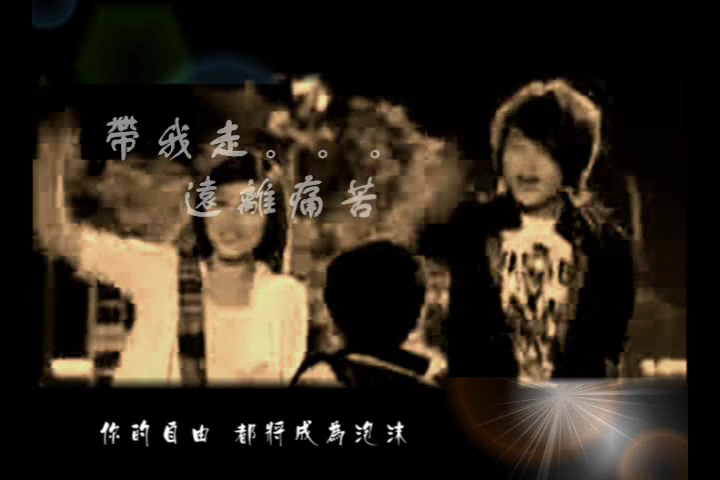 帶我走。。。
遠離痛苦
你的自由 都將成為泡沫